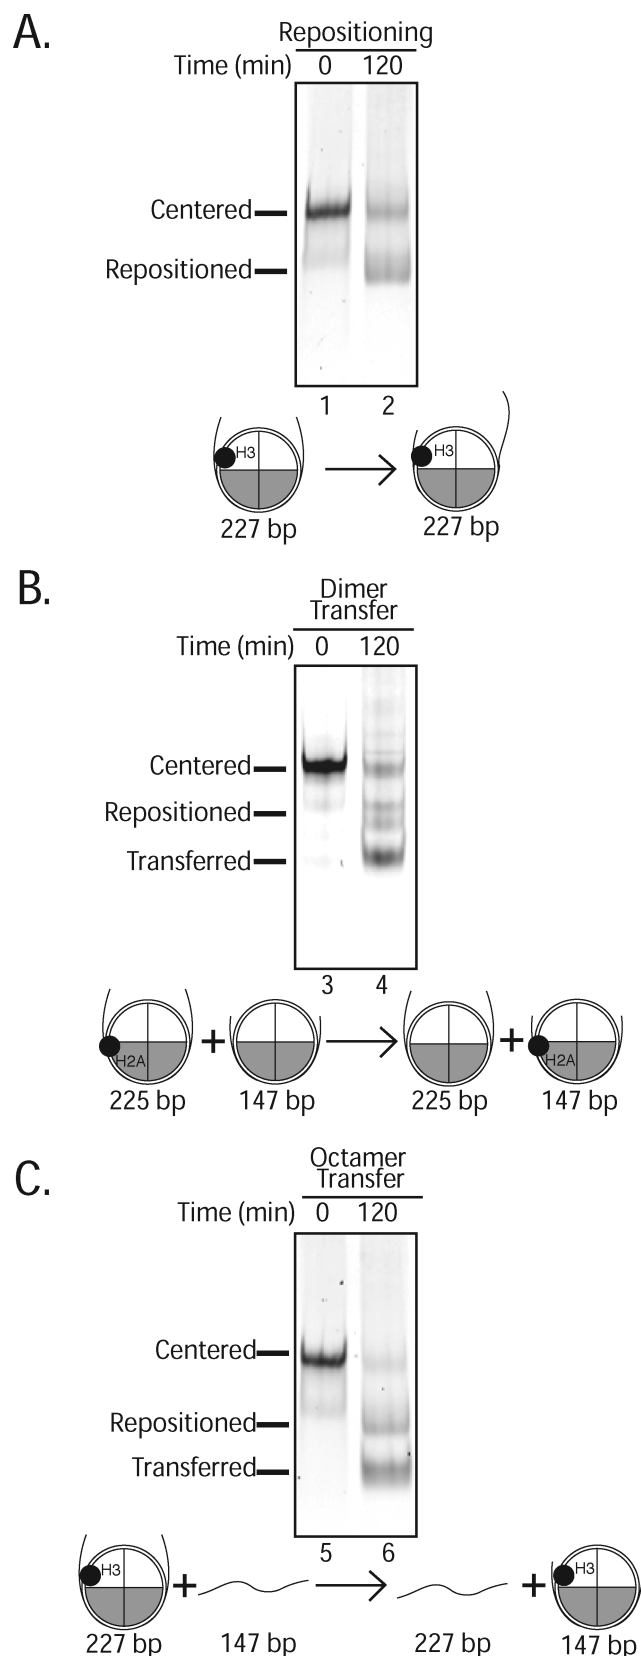 A.
Repositioning
Time (min) 0 120
Centered
Repositioned
1 2
H3 H3
227 bp 227 bp
B.
Dimer
Transfer
Time (min) 0 120
Centered
Repositioned
Transferred
3 4
H2A + + H2A
225 bp 147 bp 225 bp 147 bp
C.
Octamer
Transfer
Time (min) 0 120
Centered
Repositioned
Transferred
5 6
H3 + + H3
227 bp 147 bp 227 bp 147 bp